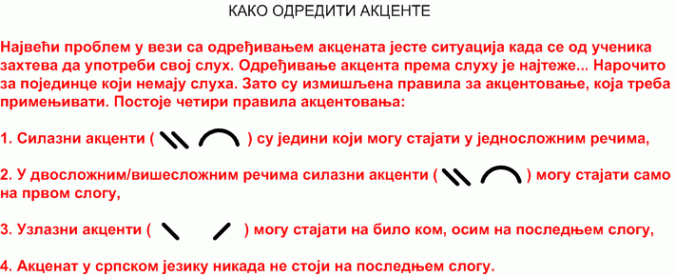 КАКО ОДРЕДИТИ АКЦЕНТЕ
Највећи проблем у вези са одређивањем акцената јесте ситуација када се од ученика
захтева да употреби свој слух. Одређивање акцента према слуху је најтеже... Нарочито
за појединце који немају слуха. Зато су измишљена правила за акцентовање, која треба
примењивати. Постоје четири правила акцентовања:
1. Силазни акценти ( \\ ⌒ ) су једини који могу стајати у једносложним речима,
2. У двосложним/вишесложним речима силазни акценти ( \\ ⌒ ) могу стајати само
на првом слогу,
3. Узлазни акценти ( \ / ) могу стајати на било ком, осим на последњем слогу,
4. Акценат у српском језику никада не стоји на последњем слогу.